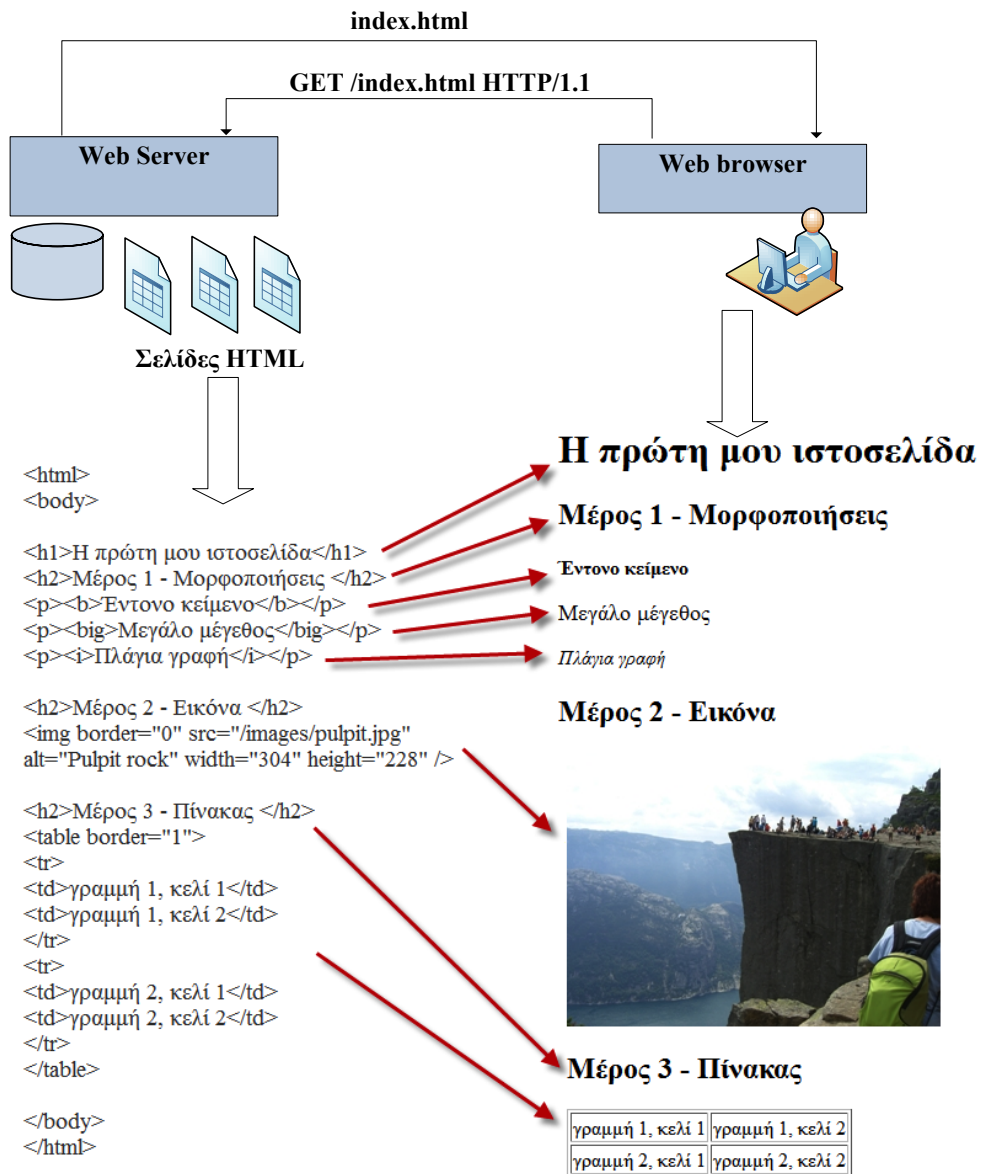 index.html
GET /index.html HTTP/1.1
Web Server
Web browser
Σελίδες HTML
<html>
<body>
<h1>Η πρώτη μου ιστοσελίδα</h1>
<h2>Μέρος 1 - Μορφοποιήσεις </h2>
<p><b>Έντονο κείμενο</b></p>
<p><big>Μεγάλο μέγεθος</big></p>
<p><i>Πλάγια γραφή</i></p>
<h2>Μέρος 2 - Εικόνα </h2>
<img border="0" src="/images/pulpit.jpg"
alt="Pulpit rock" width="304" height="228" />
<h2>Μέρος 3 - Πίνακας </h2>
<table border="1">
<tr>
<td>γραμμή 1, κελί 1</td>
<td>γραμμή 1, κελί 2</td>
</tr>
<tr>
<td>γραμμή 2, κελί 1</td>
<td>γραμμή 2, κελί 2</td>
</tr>
</table>
</body>
</html>
Η πρώτη μου ιστοσελίδα
Μέρος 1 - Μορφοποιήσεις
Έντονο κείμενο
Μεγάλο μέγεθος
Πλάγια γραφή
Μέρος 2 - Εικόνα
Μέρος 3 - Πίνακας
γραμμή 1, κελί 1 γραμμή 1, κελί 2
γραμμή 2, κελί 1 γραμμή 2, κελί 2